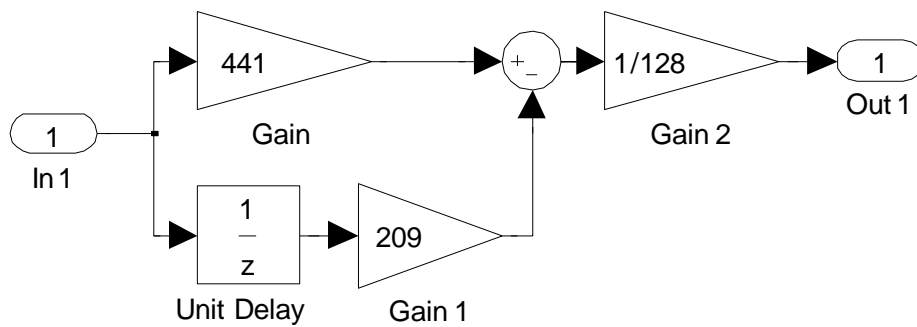 441
Gain
+
−
1/128
Gain 2
1
Out 1
1
In 1
1
z
Unit Delay
209
Gain 1